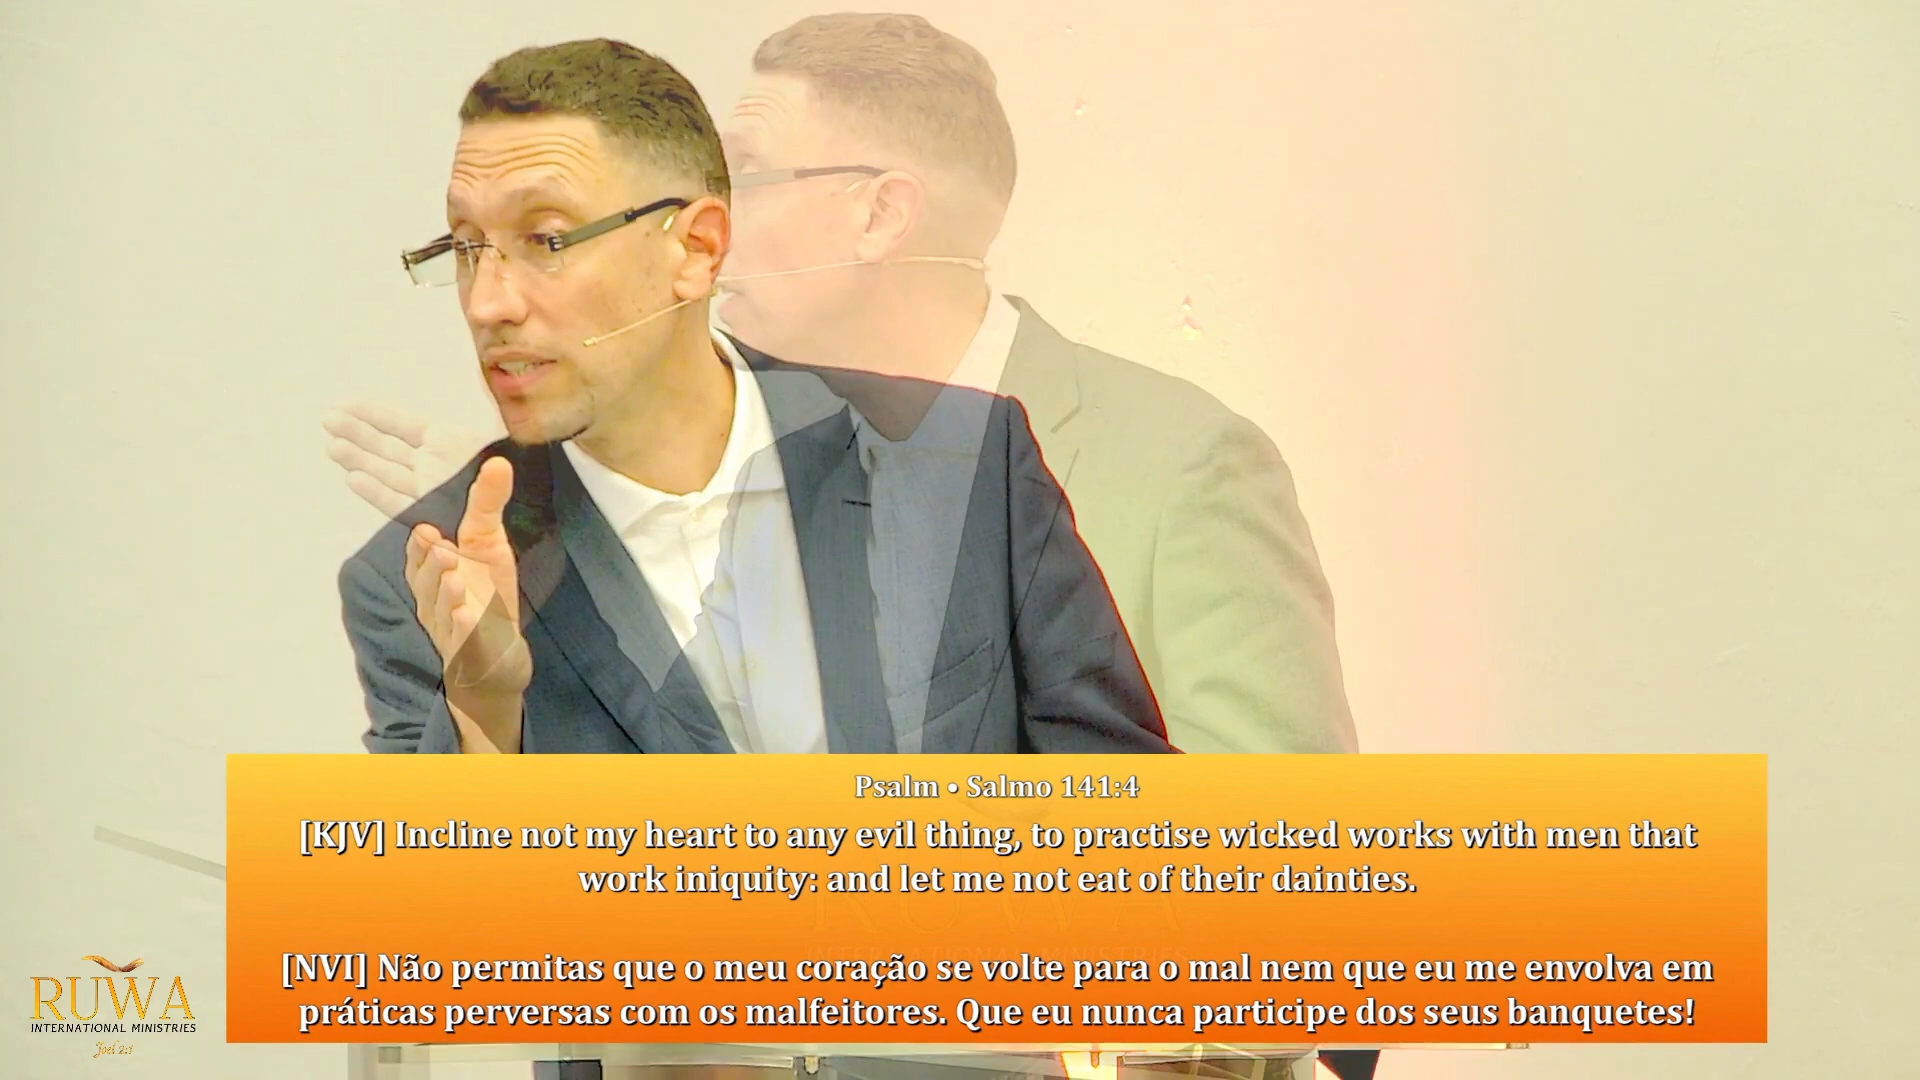 Psalm • Salmo 141:4
[KJV] Incline not my heart to any evil thing, to practise wicked works with men that
work iniquity: and let me not eat of their dainties.
[NVI] Não permitas que o meu coração se volte para o mal nem que eu me envolva em
práticas perversas com os malfeitores. Que eu nunca participe dos seus banquetes!
RUWA
INTERNATIONAL MINISTRIES
Joel 2:1
RUWA
INTERNATIONAL MINISTRIES